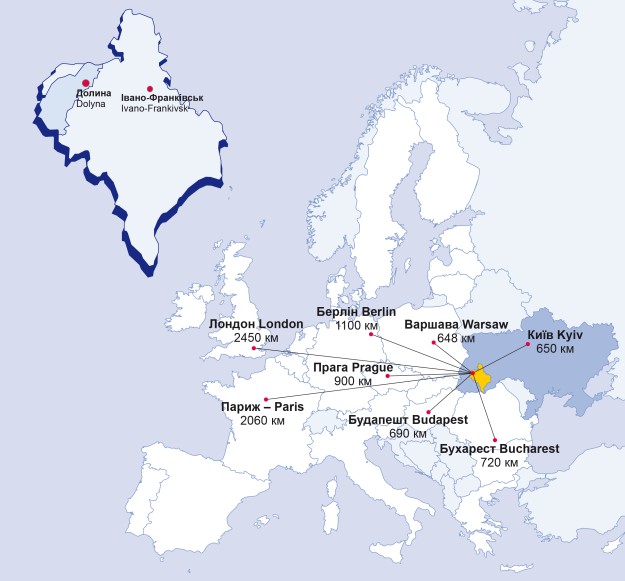 Долина
Dolyna
Івано-Франківськ
Ivano-Frankivsk
Берлін Berlin
1100 км
Лондон London
2450 км
Варшава Warsaw
648 км
Київ Kyiv
650 км
Прага Prague
900 км
Париж – Paris
2060 км
Будапешт Budapest
690 км
Бухарест Bucharest
720 км